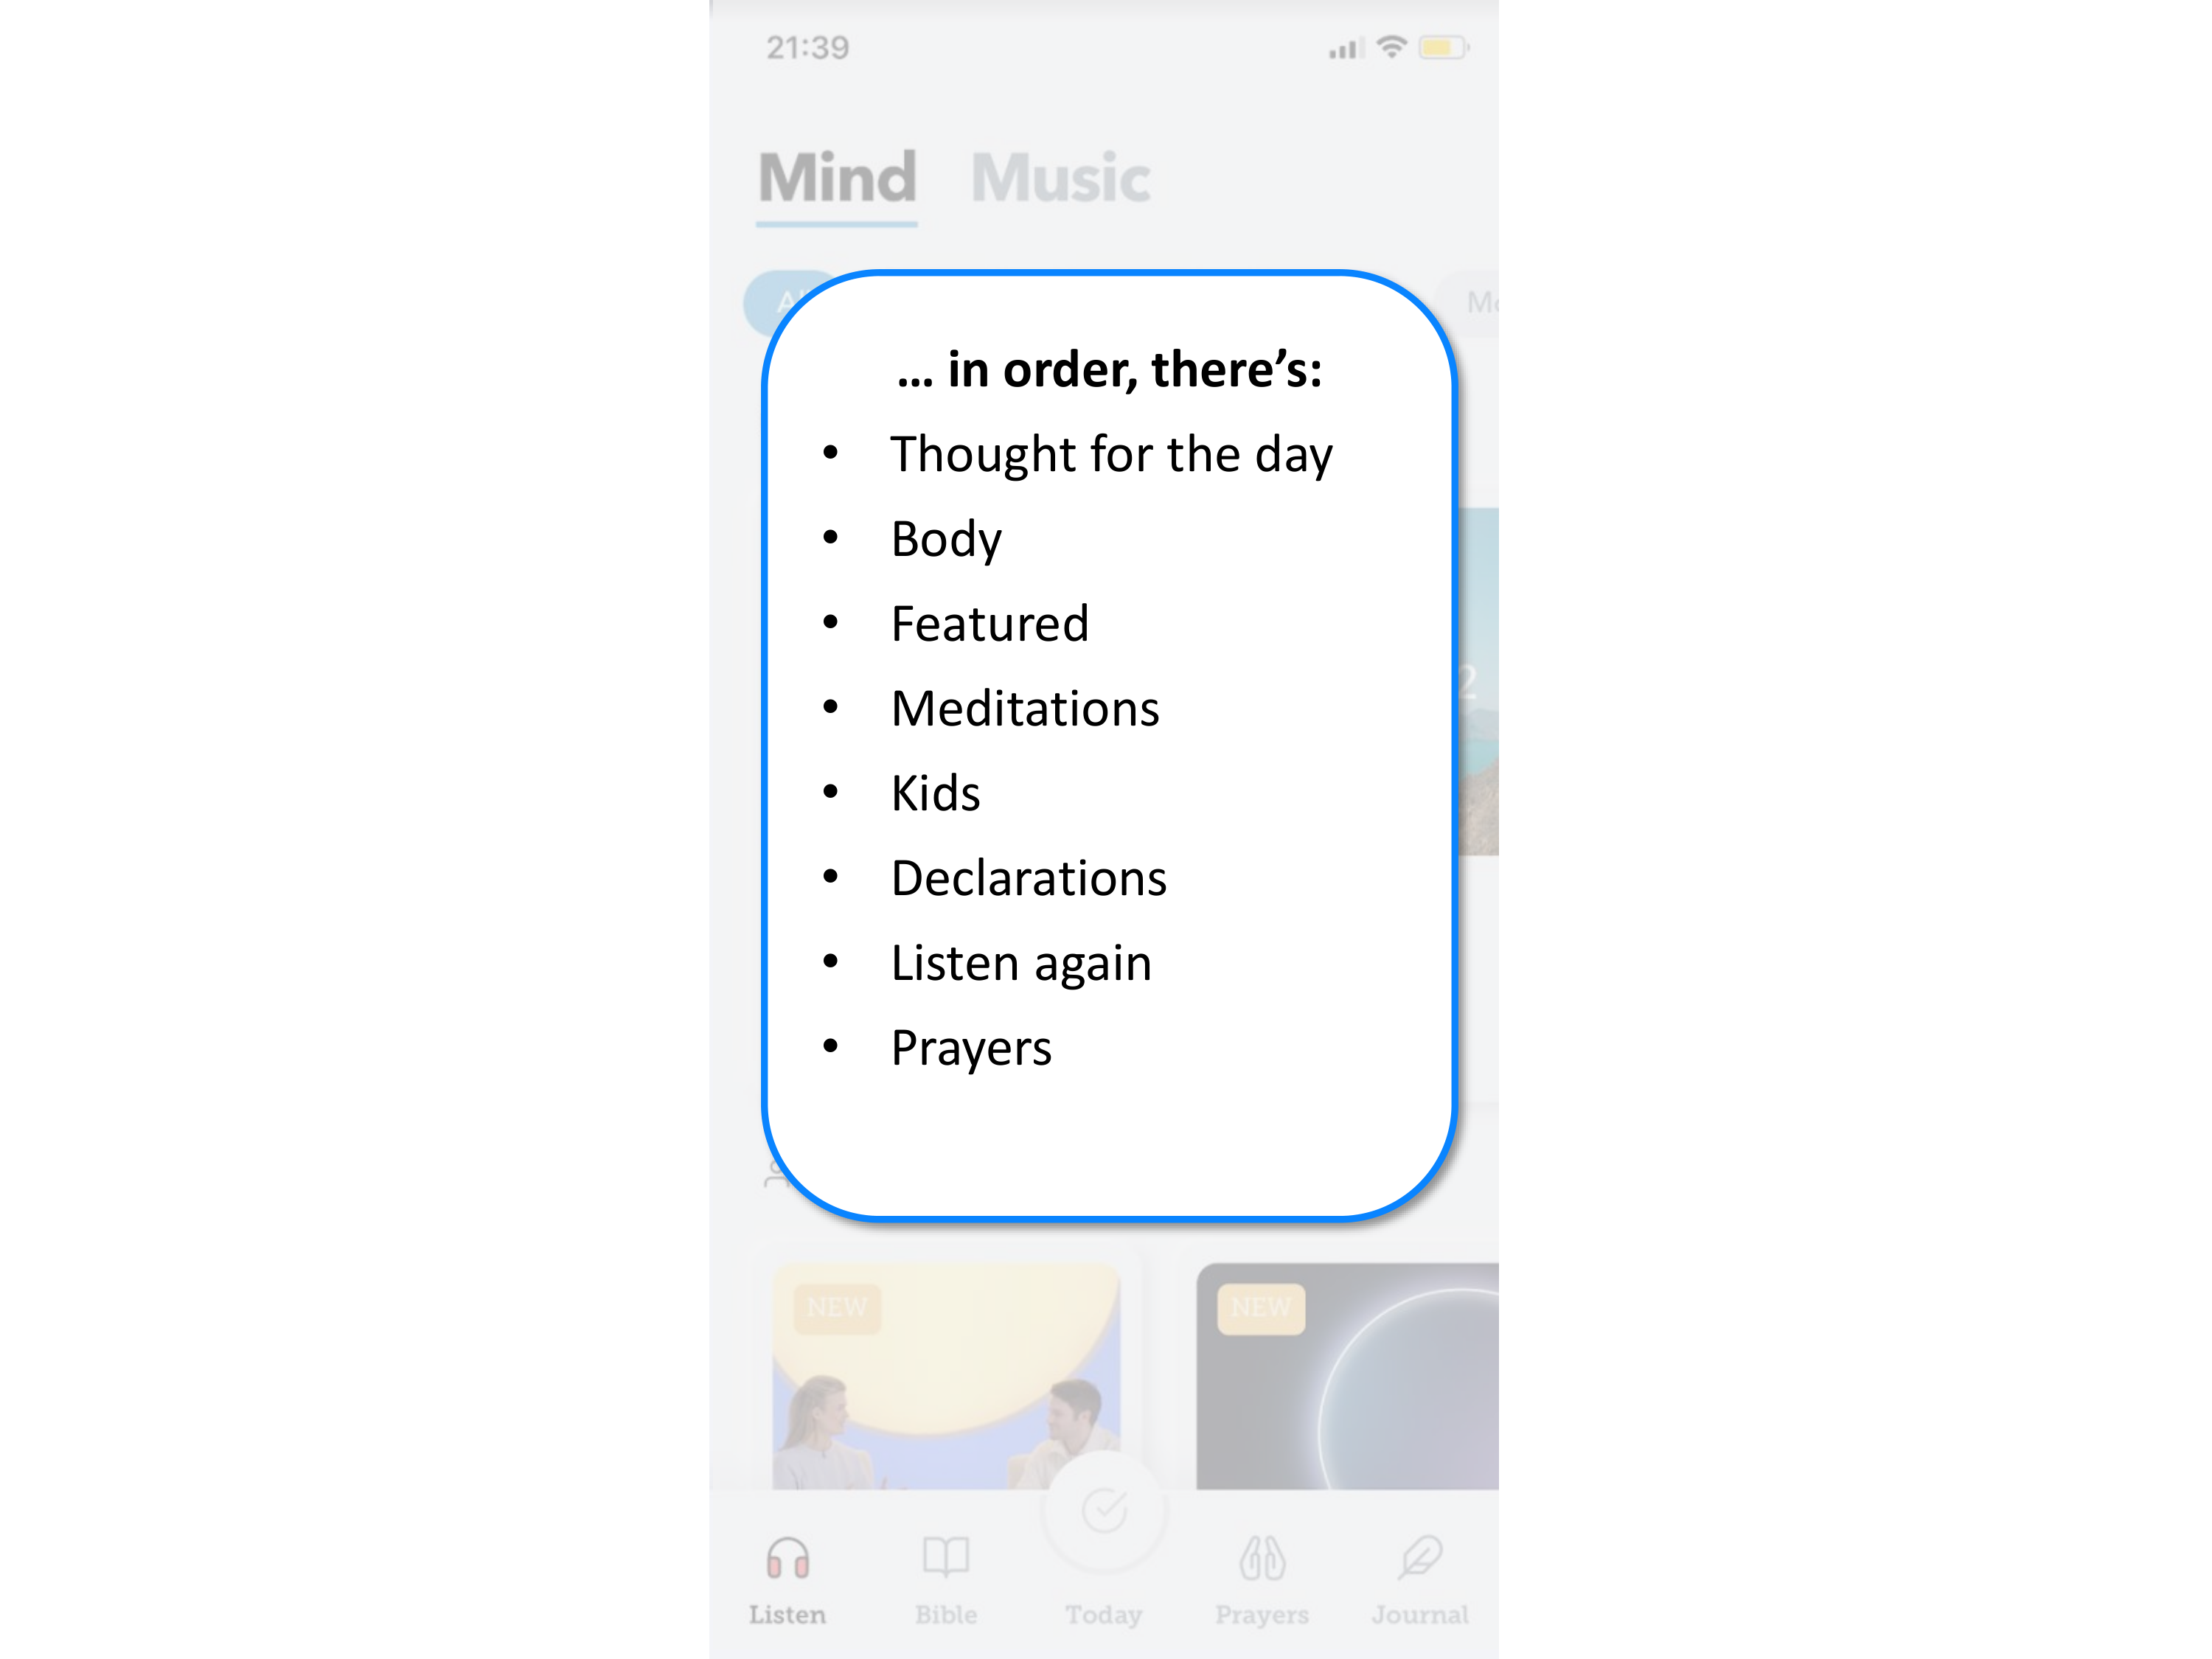 21:39
Mind Music
… in order, there’s:
• Thought for the day
• Body
• Featured
• Meditations
• Kids
• Declarations
• Listen again
• Prayers
NEW NEW
Listen Bible Today Prayers Journal